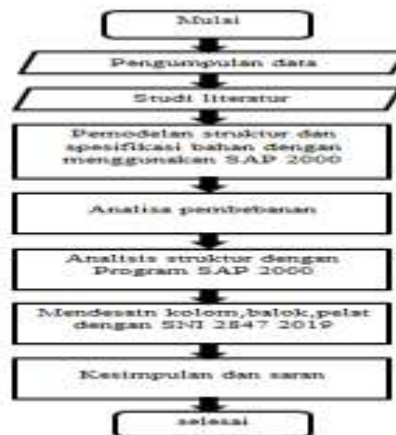 Mulai
Pengumpulan data
Studi literatur
Pemodelan struktur dan
spesifikasi bahan dengan
menggunakan SAP 2000
Analisa pembebanan
Analisis struktur dengan
Program SAP 2000
Mendesain kolom,balok,pelat
dengan SNI 2847 2019
Kesimpulan dan saran
selesai